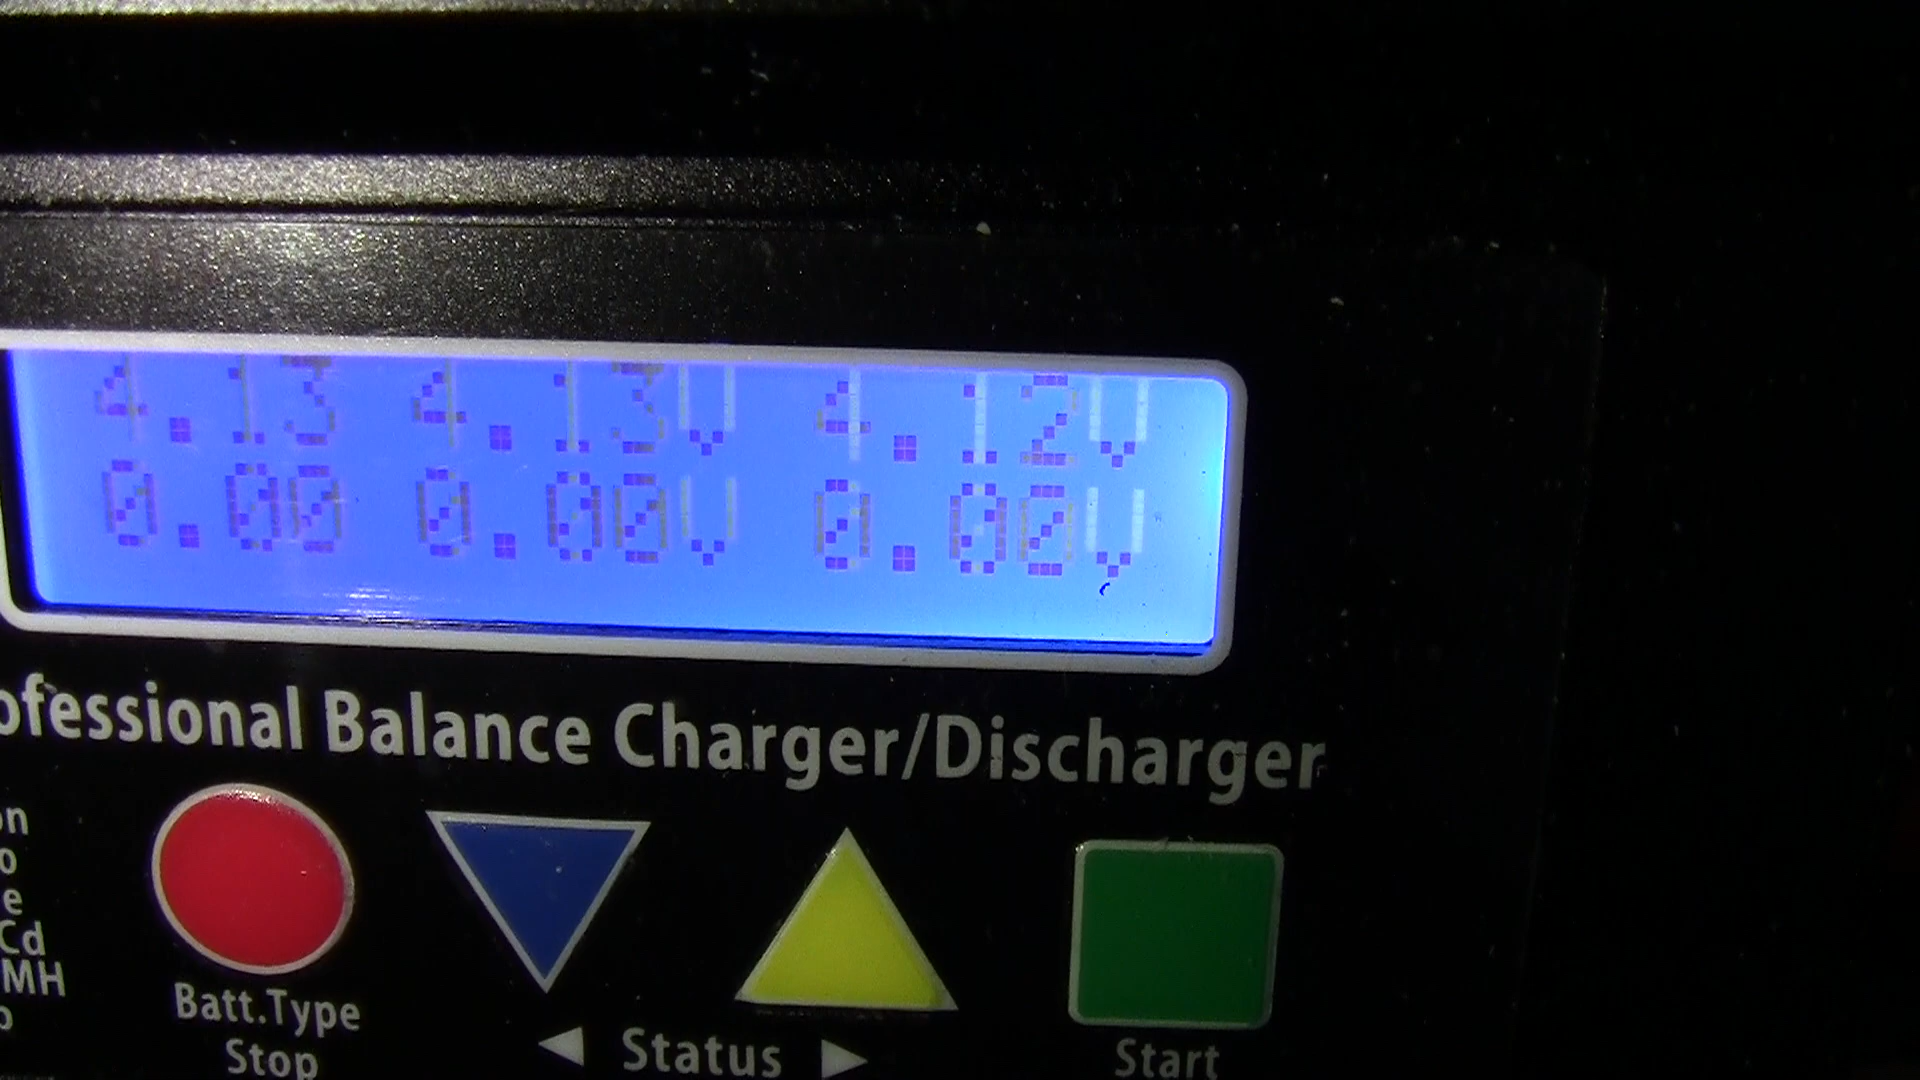 4.13 4.13V 4.12V
0.00 0.00V 0.00V
ofessional Balance Charger/Discharger
on
o
e
Cd
MH
Batt.Type
Stop
◄ Status ►
Start